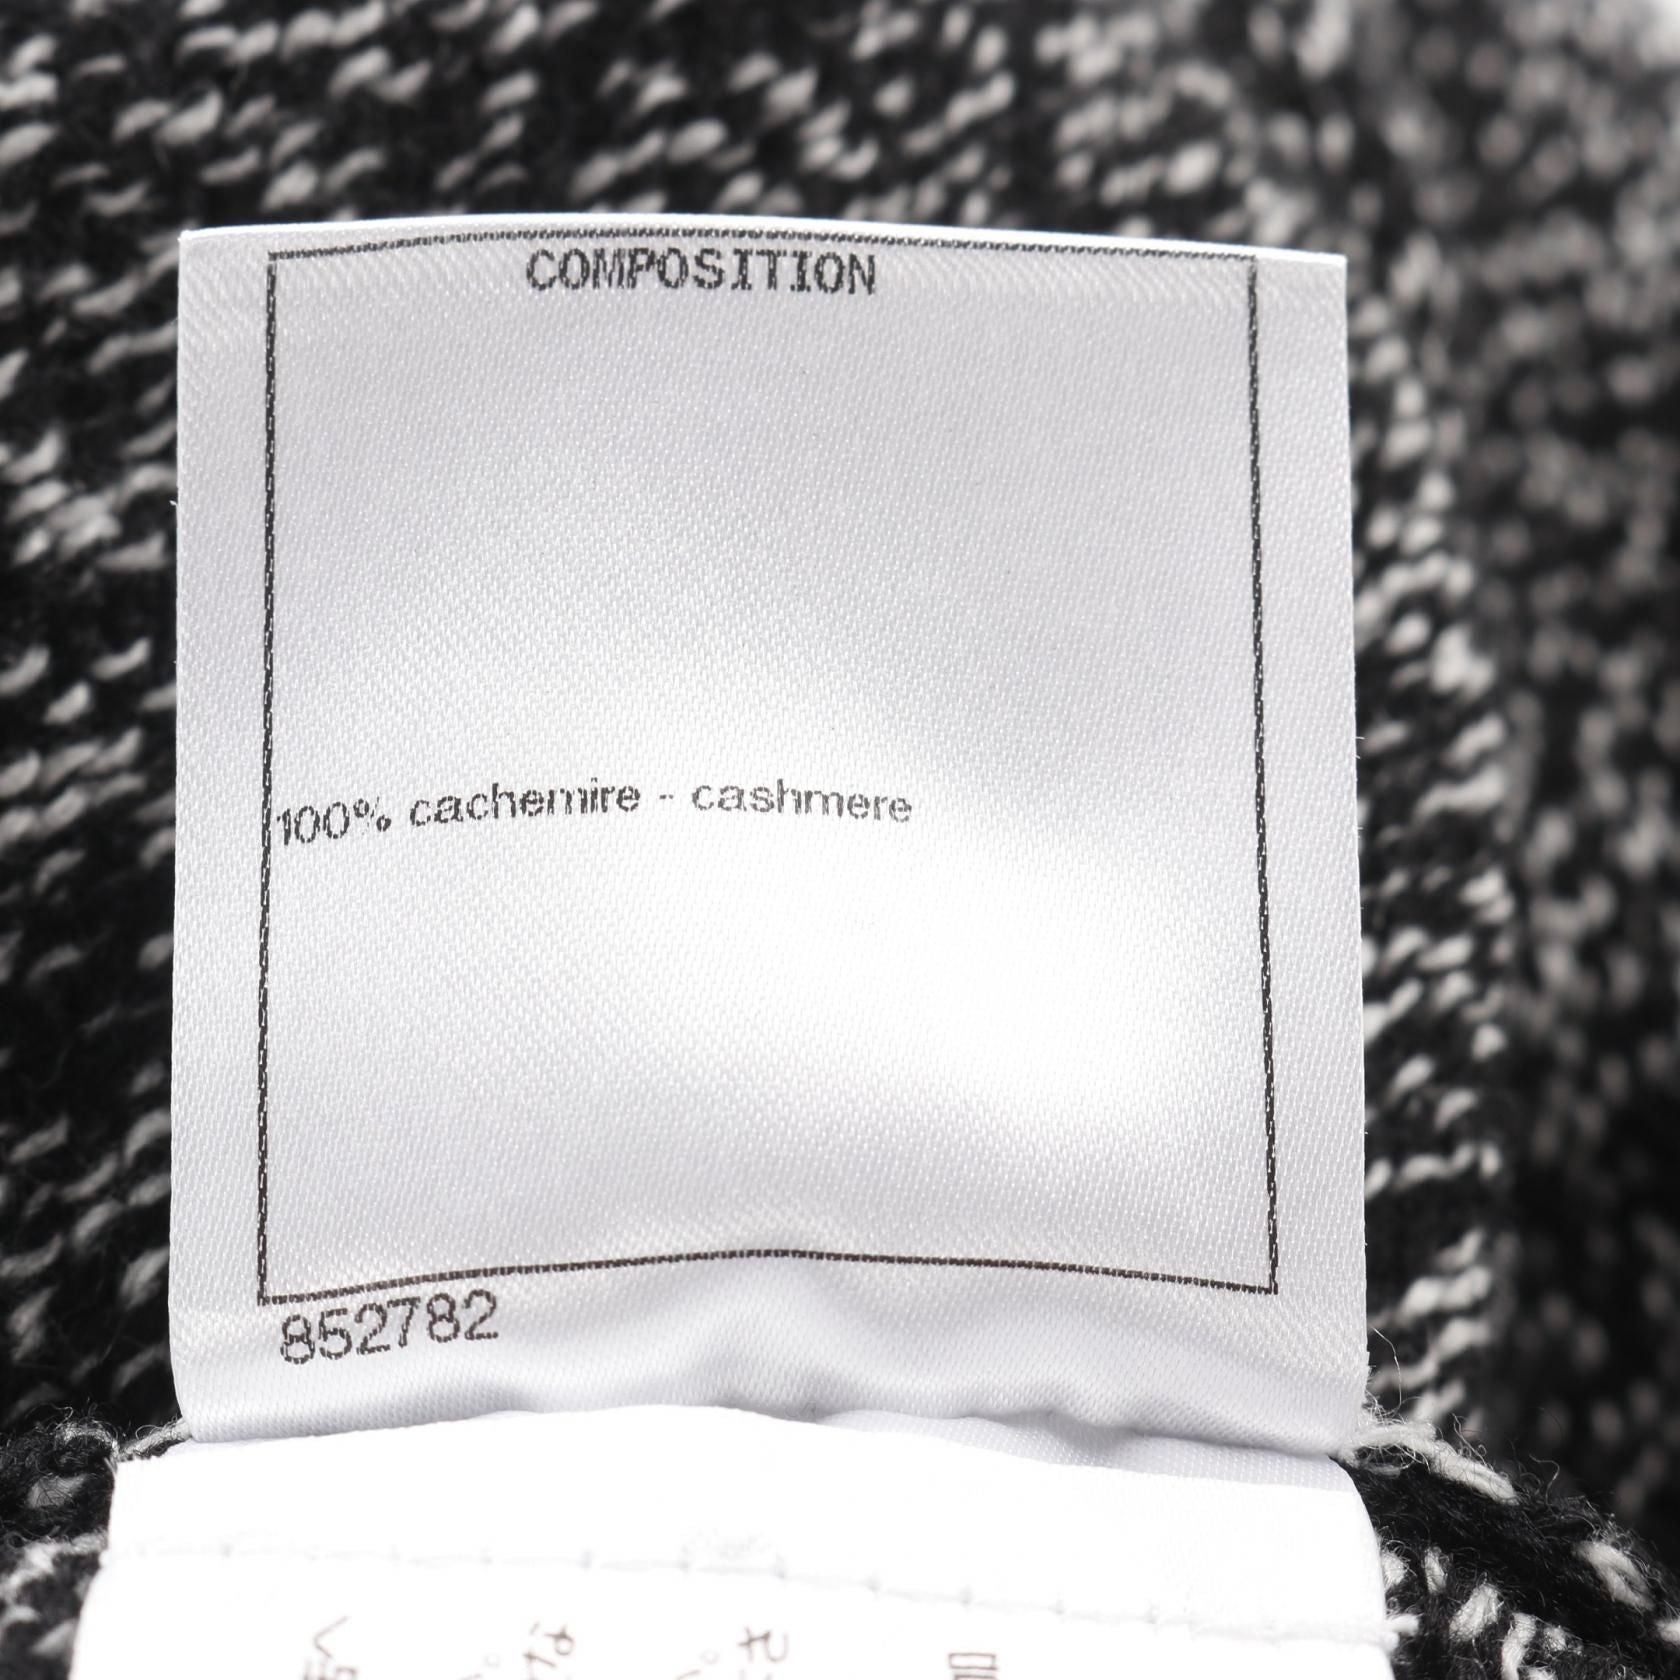 COMPOSITION
100% cachemire - cashmere
852782